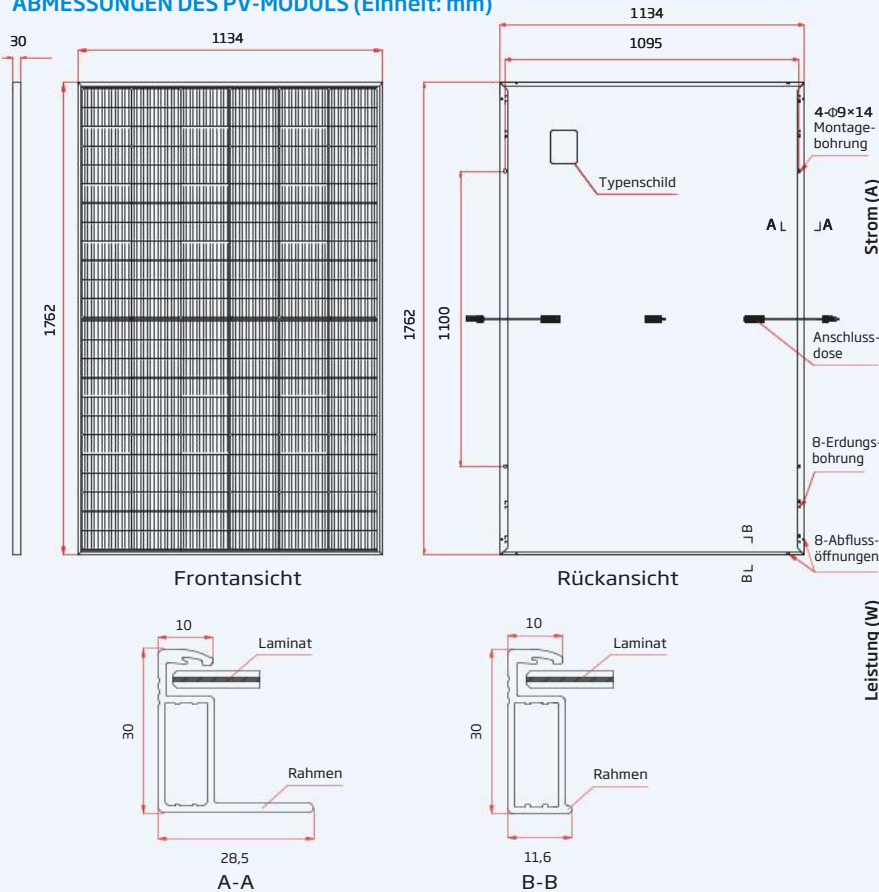 ABMESSUNGEN DES PV-MODULS (Einheit: mm)
30
1134
1762
Frontansicht
1134
1095
1762
1100
4-Φ9×14
Montage-
bohrung
Typenschild
A
A
Anschluss-
dose
8-Erdungs-
bohrung
B
B
8-Abfluss-
öffnungen
Rückansicht
Strom (A)
Leistung (W)
10
Laminat
30
Rahmen
28,5
A-A
10
Laminat
30
Rahmen
11,6
B-B